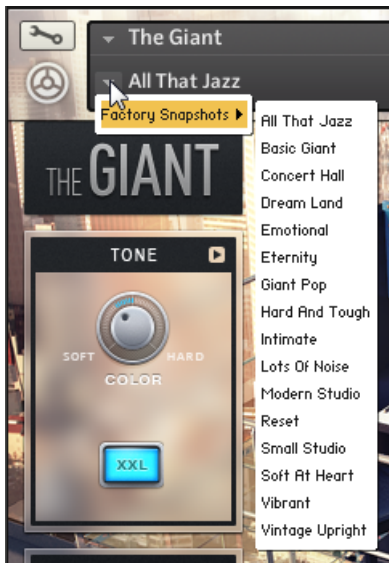 The Giant
All That Jazz
Factory Snapshots
All That Jazz
Basic Giant
Concert Hall
Dream Land
Emotional
Eternity
Giant Pop
Hard And Tough
Intimate
Lots Of Noise
Modern Studio
Reset
Small Studio
Soft At Heart
Vibrant
Vintage Upright
THE GIANT
TONE
SOFT HARD
COLOR
XXL